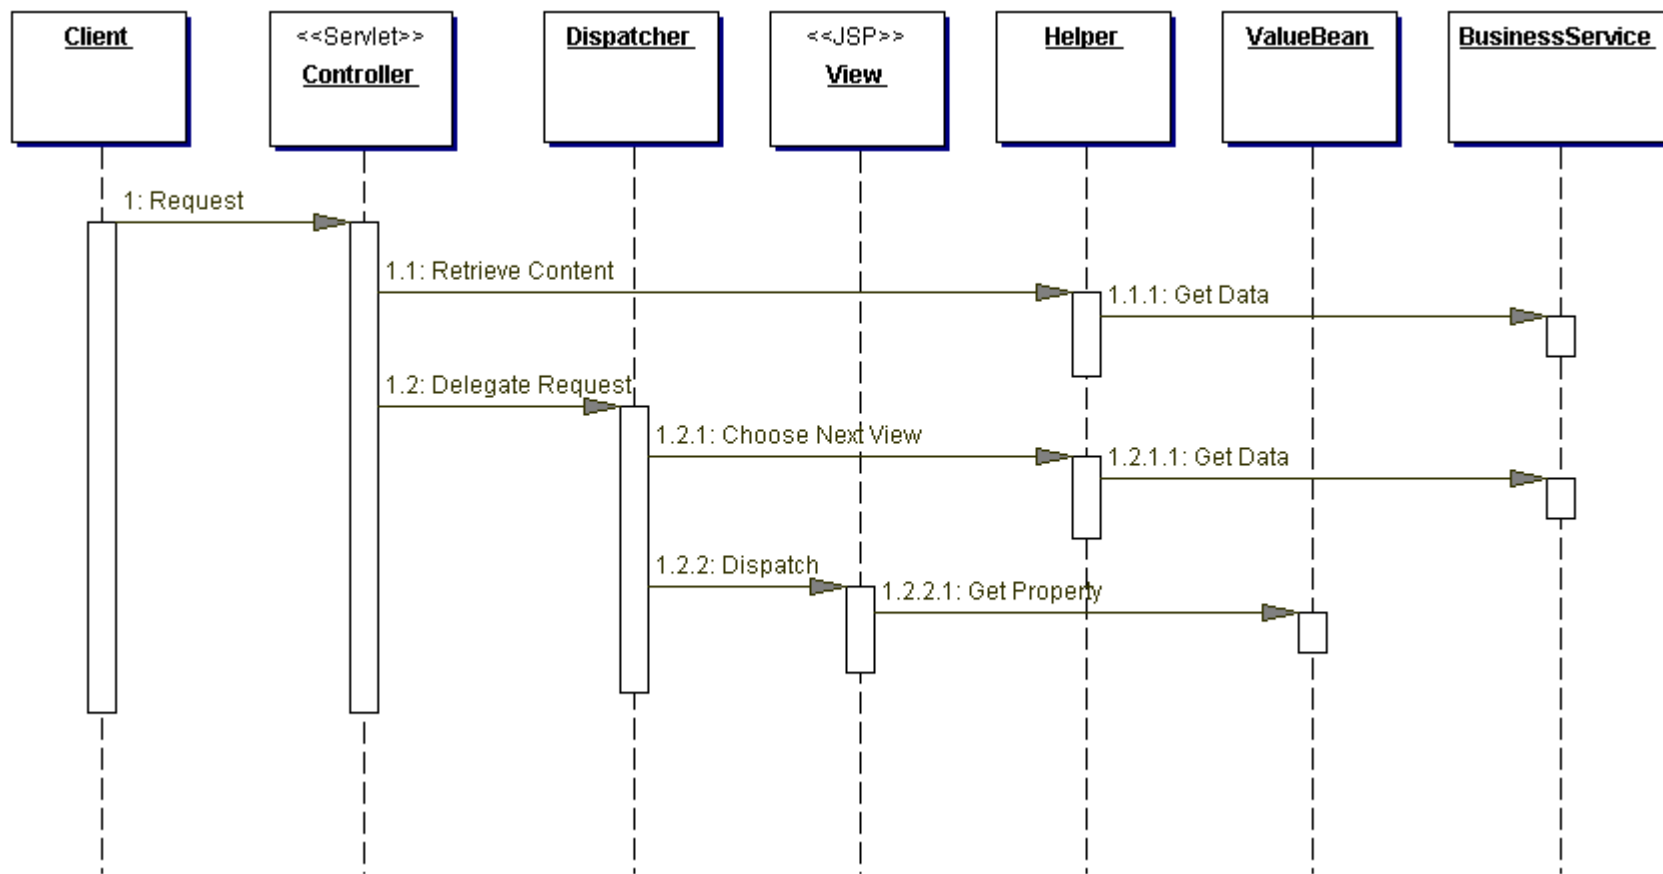 Client
<<Servlet>>
Controller
Dispatcher
<<JSP>>
View
Helper
ValueBean
BusinessService
1: Request
1.1: Retrieve Content
1.1.1: Get Data
1.2: Delegate Request
1.2.1: Choose Next View
1.2.1.1: Get Data
1.2.2: Dispatch
1.2.2.1: Get Property